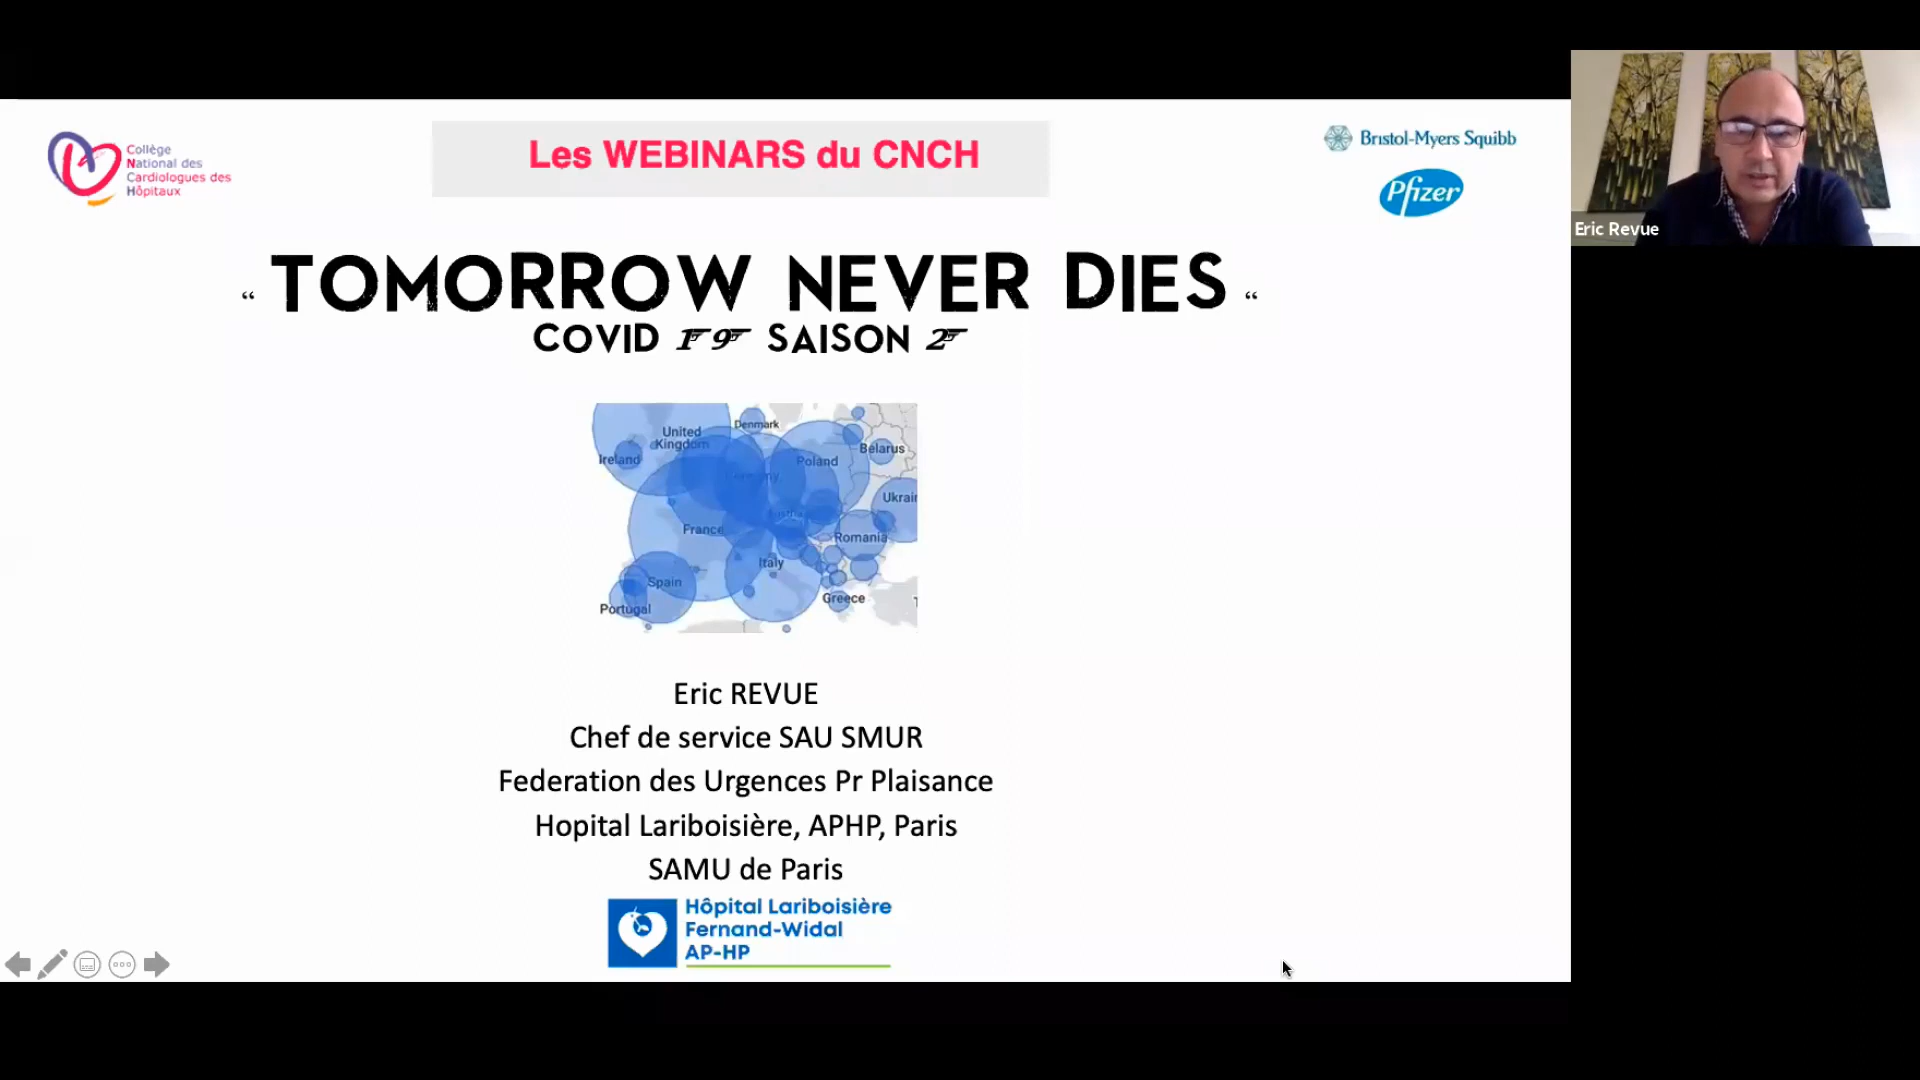 Collège
National des
Cardiologues des
Hôpitaux
Les WEBINARS du CNCH
Bristol-Myers Squibb
Pfizer
Eric Revue
“ TOMORROW NEVER DIES “
COVID 19 SAISON 2
Denmark
United
Kingdom
Ireland
Belarus
Poland
Germany
Ukrai
Austria
France
Romania
Italy
Spain
Greece
Portugal
Eric REVUE
Chef de service SAU SMUR
Federation des Urgences Pr Plaisance
Hopital Lariboisière, APHP, Paris
SAMU de Paris
Hôpital Lariboisière
Fernand-Widal
AP-HP